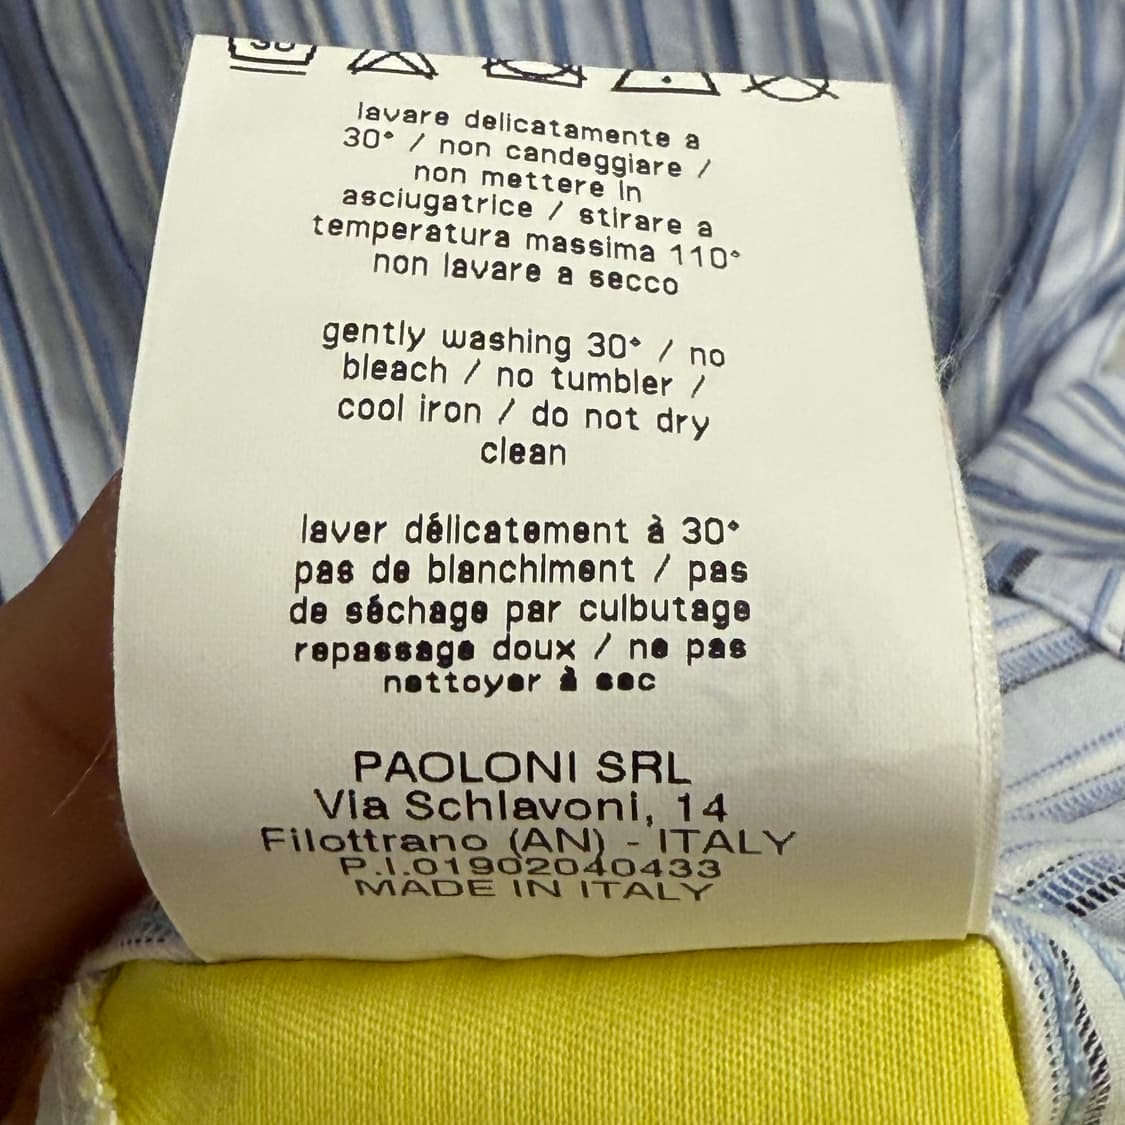 30
lavare delicatamente a
30° / non candeggiare /
non mettere in
asciugatrice / stirare a
temperatura massima 110°
non lavare a secco
gently washing 30° / no
bleach / no tumbler /
cool iron / do not dry
clean
laver délicatement à 30°
pas de blanchiment / pas
de séchage par culbutage
repassage doux / ne pas
nettoyer à sec
PAOLONI SRL
Via Schiavoni, 14
Filottrano (AN) - ITALY
P.I.01902040433
MADE IN ITALY